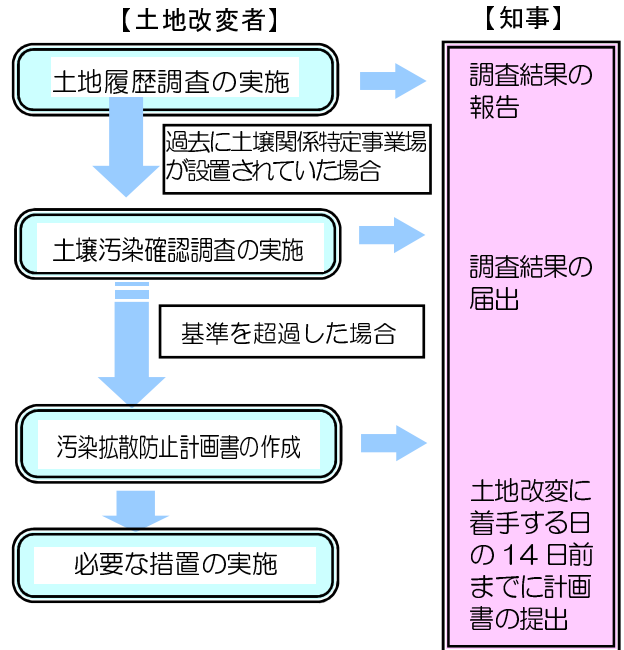 【土地改変者】
【知事】
土地履歴調査の実施
調査結果の
報告
過去に土壌関係特定事業場
が設置されていた場合
土壌汚染確認調査の実施
調査結果の
届出
基準を超過した場合
汚染拡散防止計画書の作成
土地改変に
着手する日
の14日前
までに計画
書の提出
必要な措置の実施